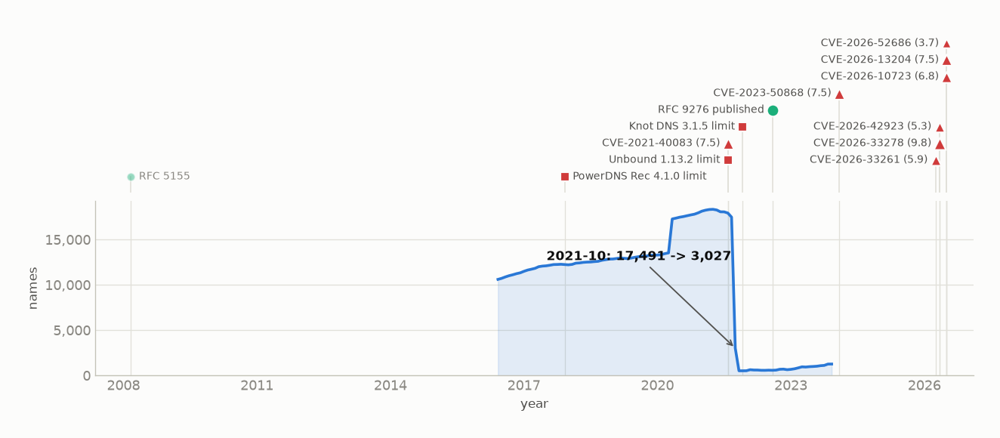 CVE-2026-52686 (3.7)
CVE-2026-13204 (7.5)
CVE-2026-10723 (6.8)
CVE-2023-50868 (7.5)
RFC 9276 published
Knot DNS 3.1.5 limit
CVE-2026-42923 (5.3)
CVE-2021-40083 (7.5)
CVE-2026-33278 (9.8)
Unbound 1.13.2 limit
CVE-2026-33261 (5.9)
RFC 5155
PowerDNS Rec 4.1.0 limit
15,000
2021-10: 17,491 -> 3,027
10,000
names
5,000
0
2008 2011 2014 2017 2020 2023 2026
year